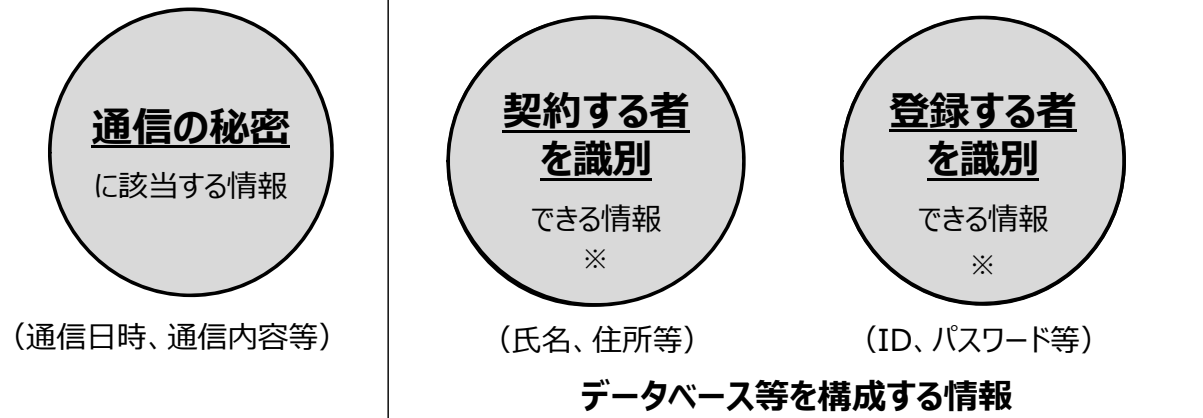 通信の秘密
に該当する情報
（通信日時、通信内容等）
契約する者
を識別
できる情報
※
（氏名、住所等）
登録する者
を識別
できる情報
※
（ID、パスワード等）
データベース等を構成する情報